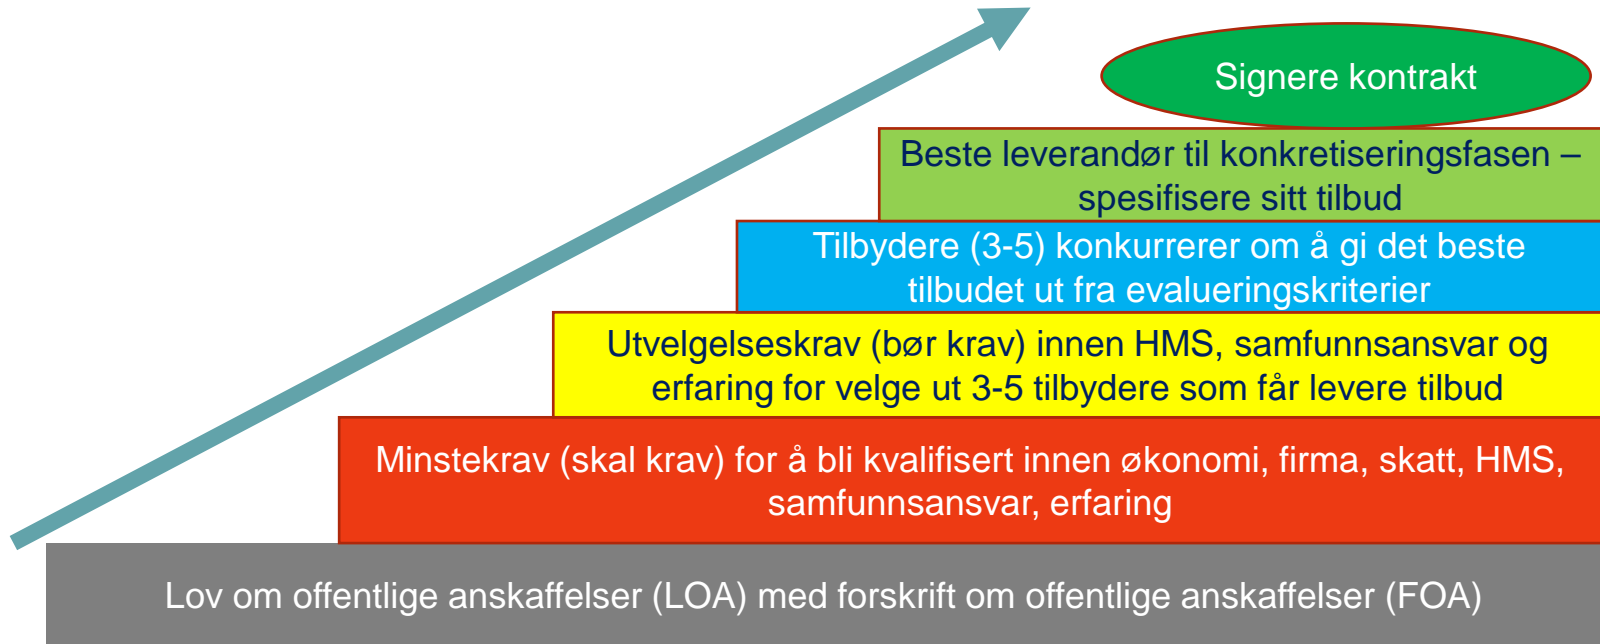 Signere kontrakt
Beste leverandør til konkretiseringsfasen –
spesifisere sitt tilbud
Tilbydere (3-5) konkurrerer om å gi det beste
tilbudet ut fra evalueringskriterier
Utvelgelseskrav (bør krav) innen HMS, samfunnsansvar og
erfaring for velge ut 3-5 tilbydere som får levere tilbud
Minstekrav (skal krav) for å bli kvalifisert innen økonomi, firma, skatt, HMS,
samfunnsansvar, erfaring
Lov om offentlige anskaffelser (LOA) med forskrift om offentlige anskaffelser (FOA)